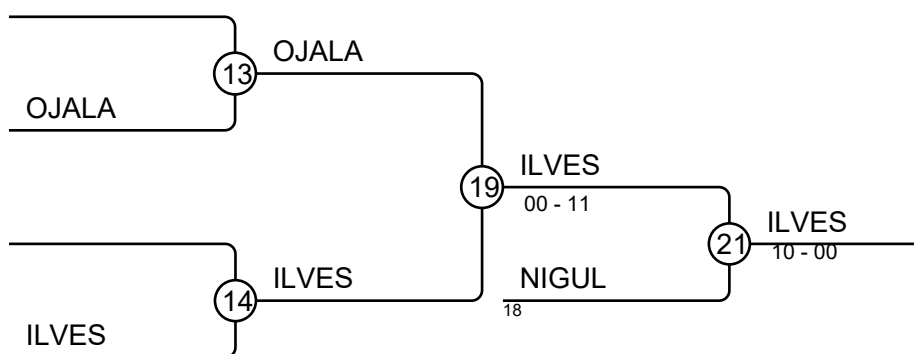 OJALA
13
OJALA
ILVES
19
00 - 11
ILVES
21
10 - 00
ILVES
14
NIGUL
18
ILVES